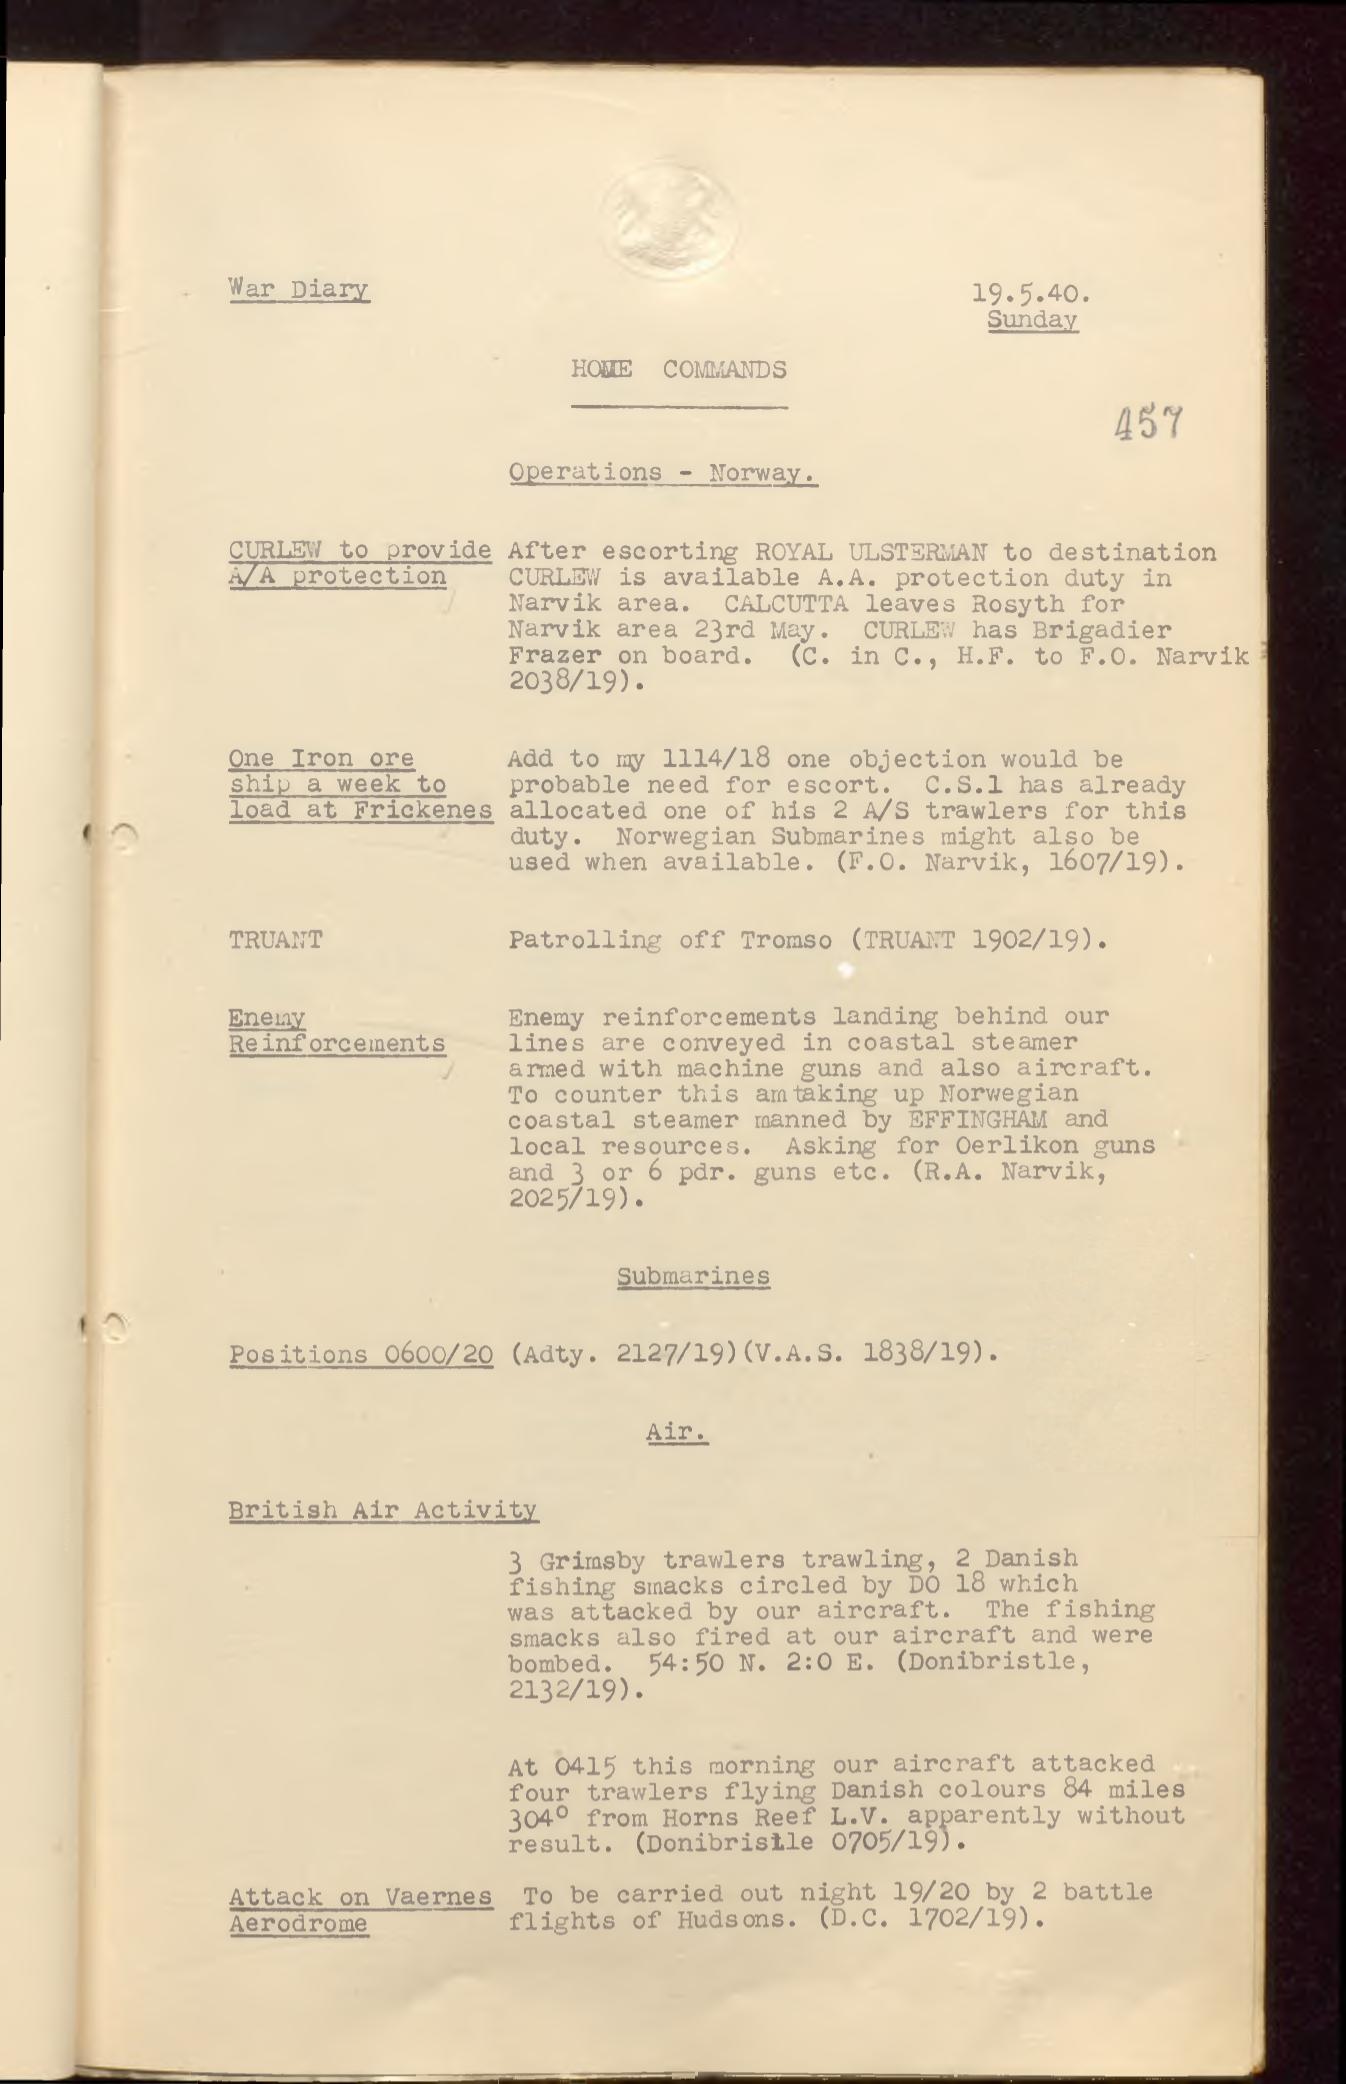 War Diary
19.5.40.
Sunday
HOME COMMANDS
457
Operations - Norway.
CURLEW to provide After escorting ROYAL ULSTERMAN to destination
A/A protection CURLEW is available A.A. protection duty in
Narvik area. CALCUTTA leaves Rosyth for
Narvik area 23rd May. CURLEW has Brigadier
Frazer on board. (C. in C., H.F. to F.O. Narvik
2038/19).
One Iron ore Add to my 1114/18 one objection would be
ship a week to probable need for escort. C.S.1 has already
load at Frickenes allocated one of his 2 A/S trawlers for this
duty. Norwegian Submarines might also be
used when available. (F.O. Narvik, 1607/19).
TRUANT Patrolling off Tromso (TRUANT 1902/19).
Enemy Enemy reinforcements landing behind our
Reinforcements lines are conveyed in coastal steamer
armed with machine guns and also aircraft.
To counter this am taking up Norwegian
coastal steamer manned by EFFINGHAM and
local resources. Asking for Oerlikon guns
and 3 or 6 pdr. guns etc. (R.A. Narvik,
2025/19).
Submarines
Positions 0600/20 (Adty. 2127/19)(V.A.S. 1838/19).
Air.
British Air Activity
3 Grimsby trawlers trawling, 2 Danish
fishing smacks circled by DO 18 which
was attacked by our aircraft. The fishing
smacks also fired at our aircraft and were
bombed. 54:50 N. 2:0 E. (Donibristle,
2132/19).
At 0415 this morning our aircraft attacked
four trawlers flying Danish colours 84 miles
304° from Horns Reef L.V. apparently without
result. (Donibristle 0705/19).
Attack on Vaernes To be carried out night 19/20 by 2 battle
Aerodrome flights of Hudsons. (D.C. 1702/19).